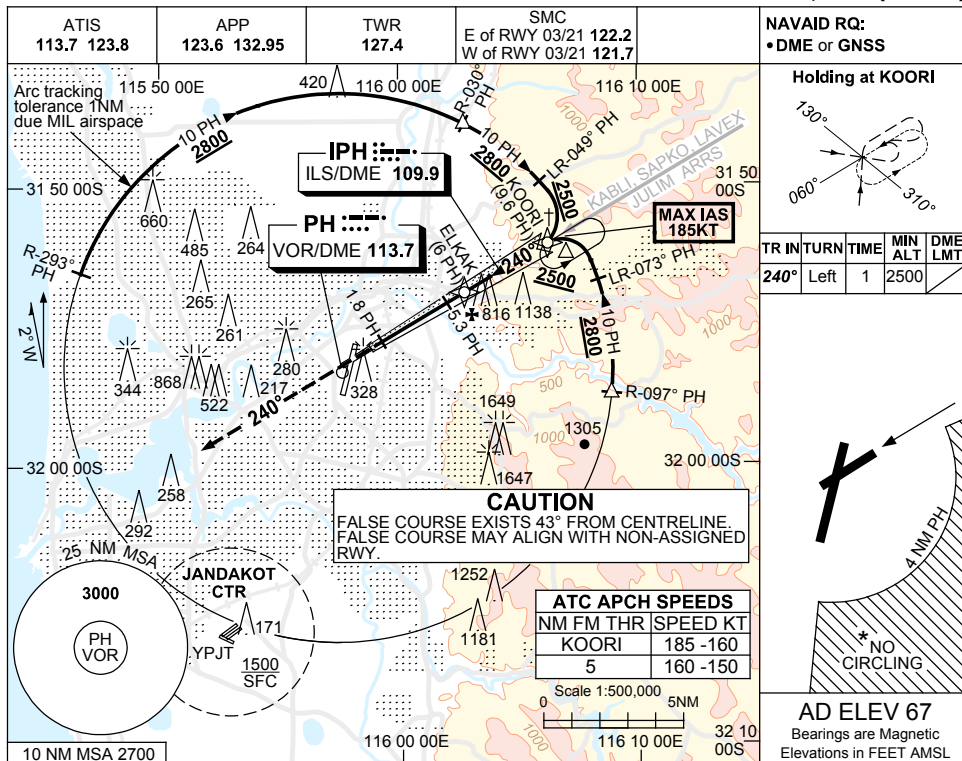 ATIS
113.7 123.8
APP
123.6 132.95
TWR
127.4
SMC
E of RWY 03/21 122.2
W of RWY 03/21 121.7
NAVAID RQ:
• DME or GNSS
Arc tracking
tolerance 1NM
due MIL airspace
115 50 00E
116 00 00E
116 10 00E
420
R-030°
PH
1000
10 PH
2800
10 PH
2800
LR-049° PH
2500
KABLI, SAPKO, LAVEX
JULIM ARRS
IPH
ILS/DME 109.9
31 50 00S
31 50
00S
660
485
264
PH
VOR/DME 113.7
KOORI
(9.6 PH)
ELKAK
(6 PH)
240°
2500
MAX IAS
185KT
R-293°
PH
265
261
LR-073° PH
816
1138
5.3 PH
1.8 PH
10 PH
2800
1000
2° W
344
868
522
217
280
328
500
R-097° PH
240°
1649
1305
1000
1647
32 00 00S
32 00
00S
258
292
CAUTION
FALSE COURSE EXISTS 43° FROM CENTRELINE.
FALSE COURSE MAY ALIGN WITH NON-ASSIGNED
RWY.
25 NM MSA
3000
PH
VOR
10 NM MSA 2700
JANDAKOT
CTR
171
YPJT
1500
SFC
1252
1181
ATC APCH SPEEDS
NM FM THR SPEED KT
KOORI 185 -160
5 160 -150
Scale 1:500,000
0 5NM
116 00 00E
116 10 00E
32 10
00S
Holding at KOORI
130°
060°
310°
TR IN TURN TIME MIN ALT DME LMT
240° Left 1 2500
4 NM PH
*NO
CIRCLING
AD ELEV 67
Bearings are Magnetic
Elevations in FEET AMSL